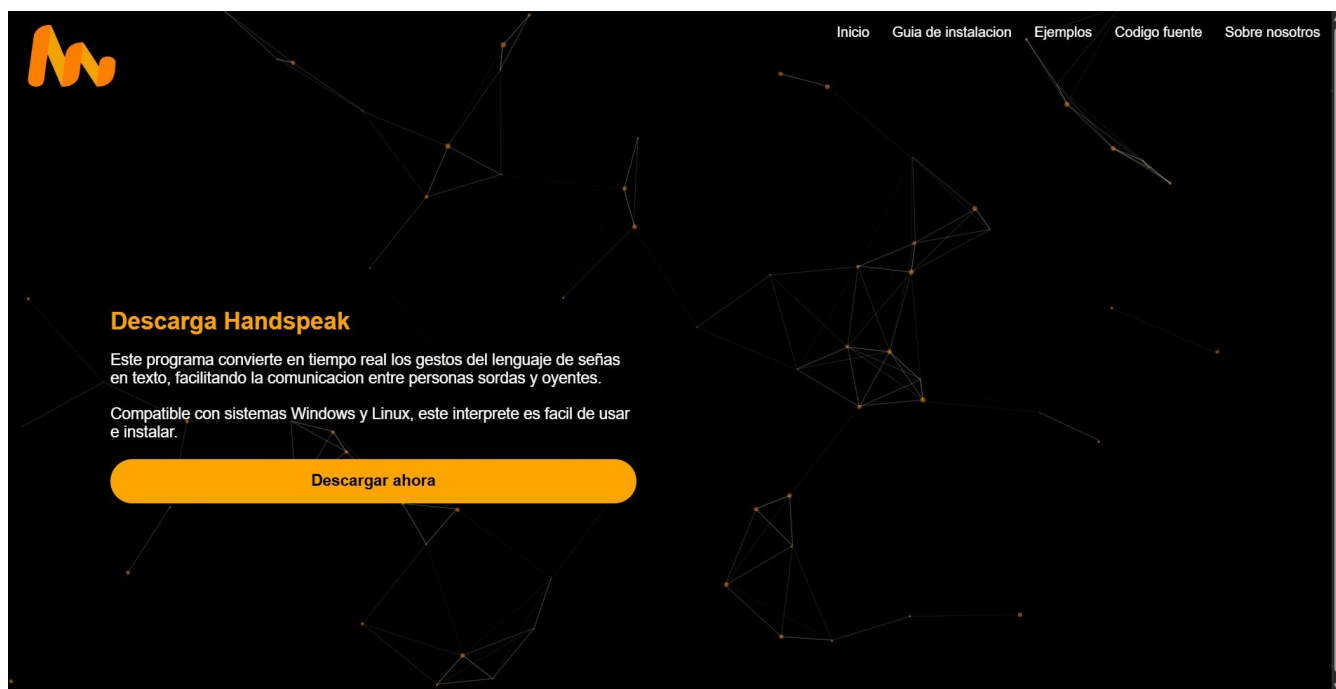 Inicio Guia de instalacion Ejemplos Codigo fuente Sobre nosotros
Descarga Handspeak
Este programa convierte en tiempo real los gestos del lenguaje de señas
en texto, facilitando la comunicacion entre personas sordas y oyentes.
Compatible con sistemas Windows y Linux, este interprete es facil de usar
e instalar.
Descargar ahora